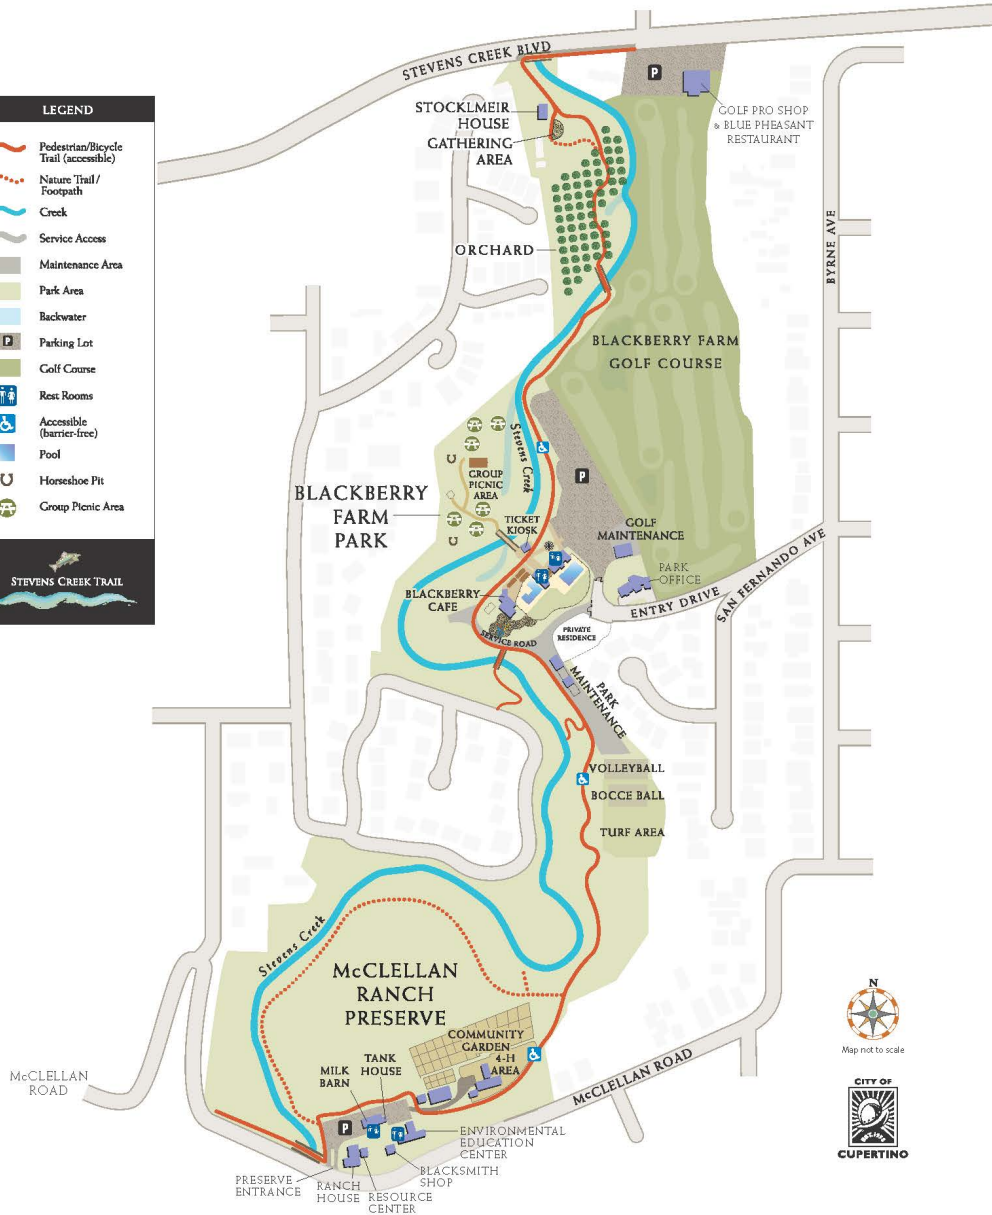 STEVENS CREEK BLVD
P
GOLF PRO SHOP
& BLUE PHEASANT
RESTAURANT
STOCKLMEIR
HOUSE
GATHERING
AREA
LEGEND
Pedestrian/Bicycle
Trail (accessible)
Nature Trail/
Footpath
Creek
Service Access
Maintenance Area
Park Area
Backwater
P
Parking Lot
Golf Course
Rest Rooms
Accessible
(barrier-free)
Pool
Horseshoe Pit
Group Picnic Area
STEVENS CREEK TRAIL
ORCHARD
BYRNE AVE
BLACKBERRY FARM
GOLF COURSE
Stevens Creek
GROUP
PICNIC
AREA
P
BLACKBERRY
FARM
PARK
TICKET
KIOSK
GOLF
MAINTENANCE
PARK
OFFICE
BLACKBERRY
CAFE
ENTRY DRIVE
SAN FERNANDO AVE
SERVICE ROAD
PRIVATE
RESIDENCE
PARK
MAINTENANCE
VOLLEYBALL
BOCCE BALL
TURF AREA
Stevens Creek
McCLELLAN
RANCH
PRESERVE
COMMUNITY
GARDEN
4-H
AREA
TANK
HOUSE
MILK
BARN
McCLELLAN
ROAD
McCLELLAN ROAD
P
ENVIRONMENTAL
EDUCATION
CENTER
BLACKSMITH
SHOP
PRESERVE
ENTRANCE
RANCH
HOUSE
RESOURCE
CENTER
N
Map not to scale
CITY OF
EST. 1955
CUPERTINO